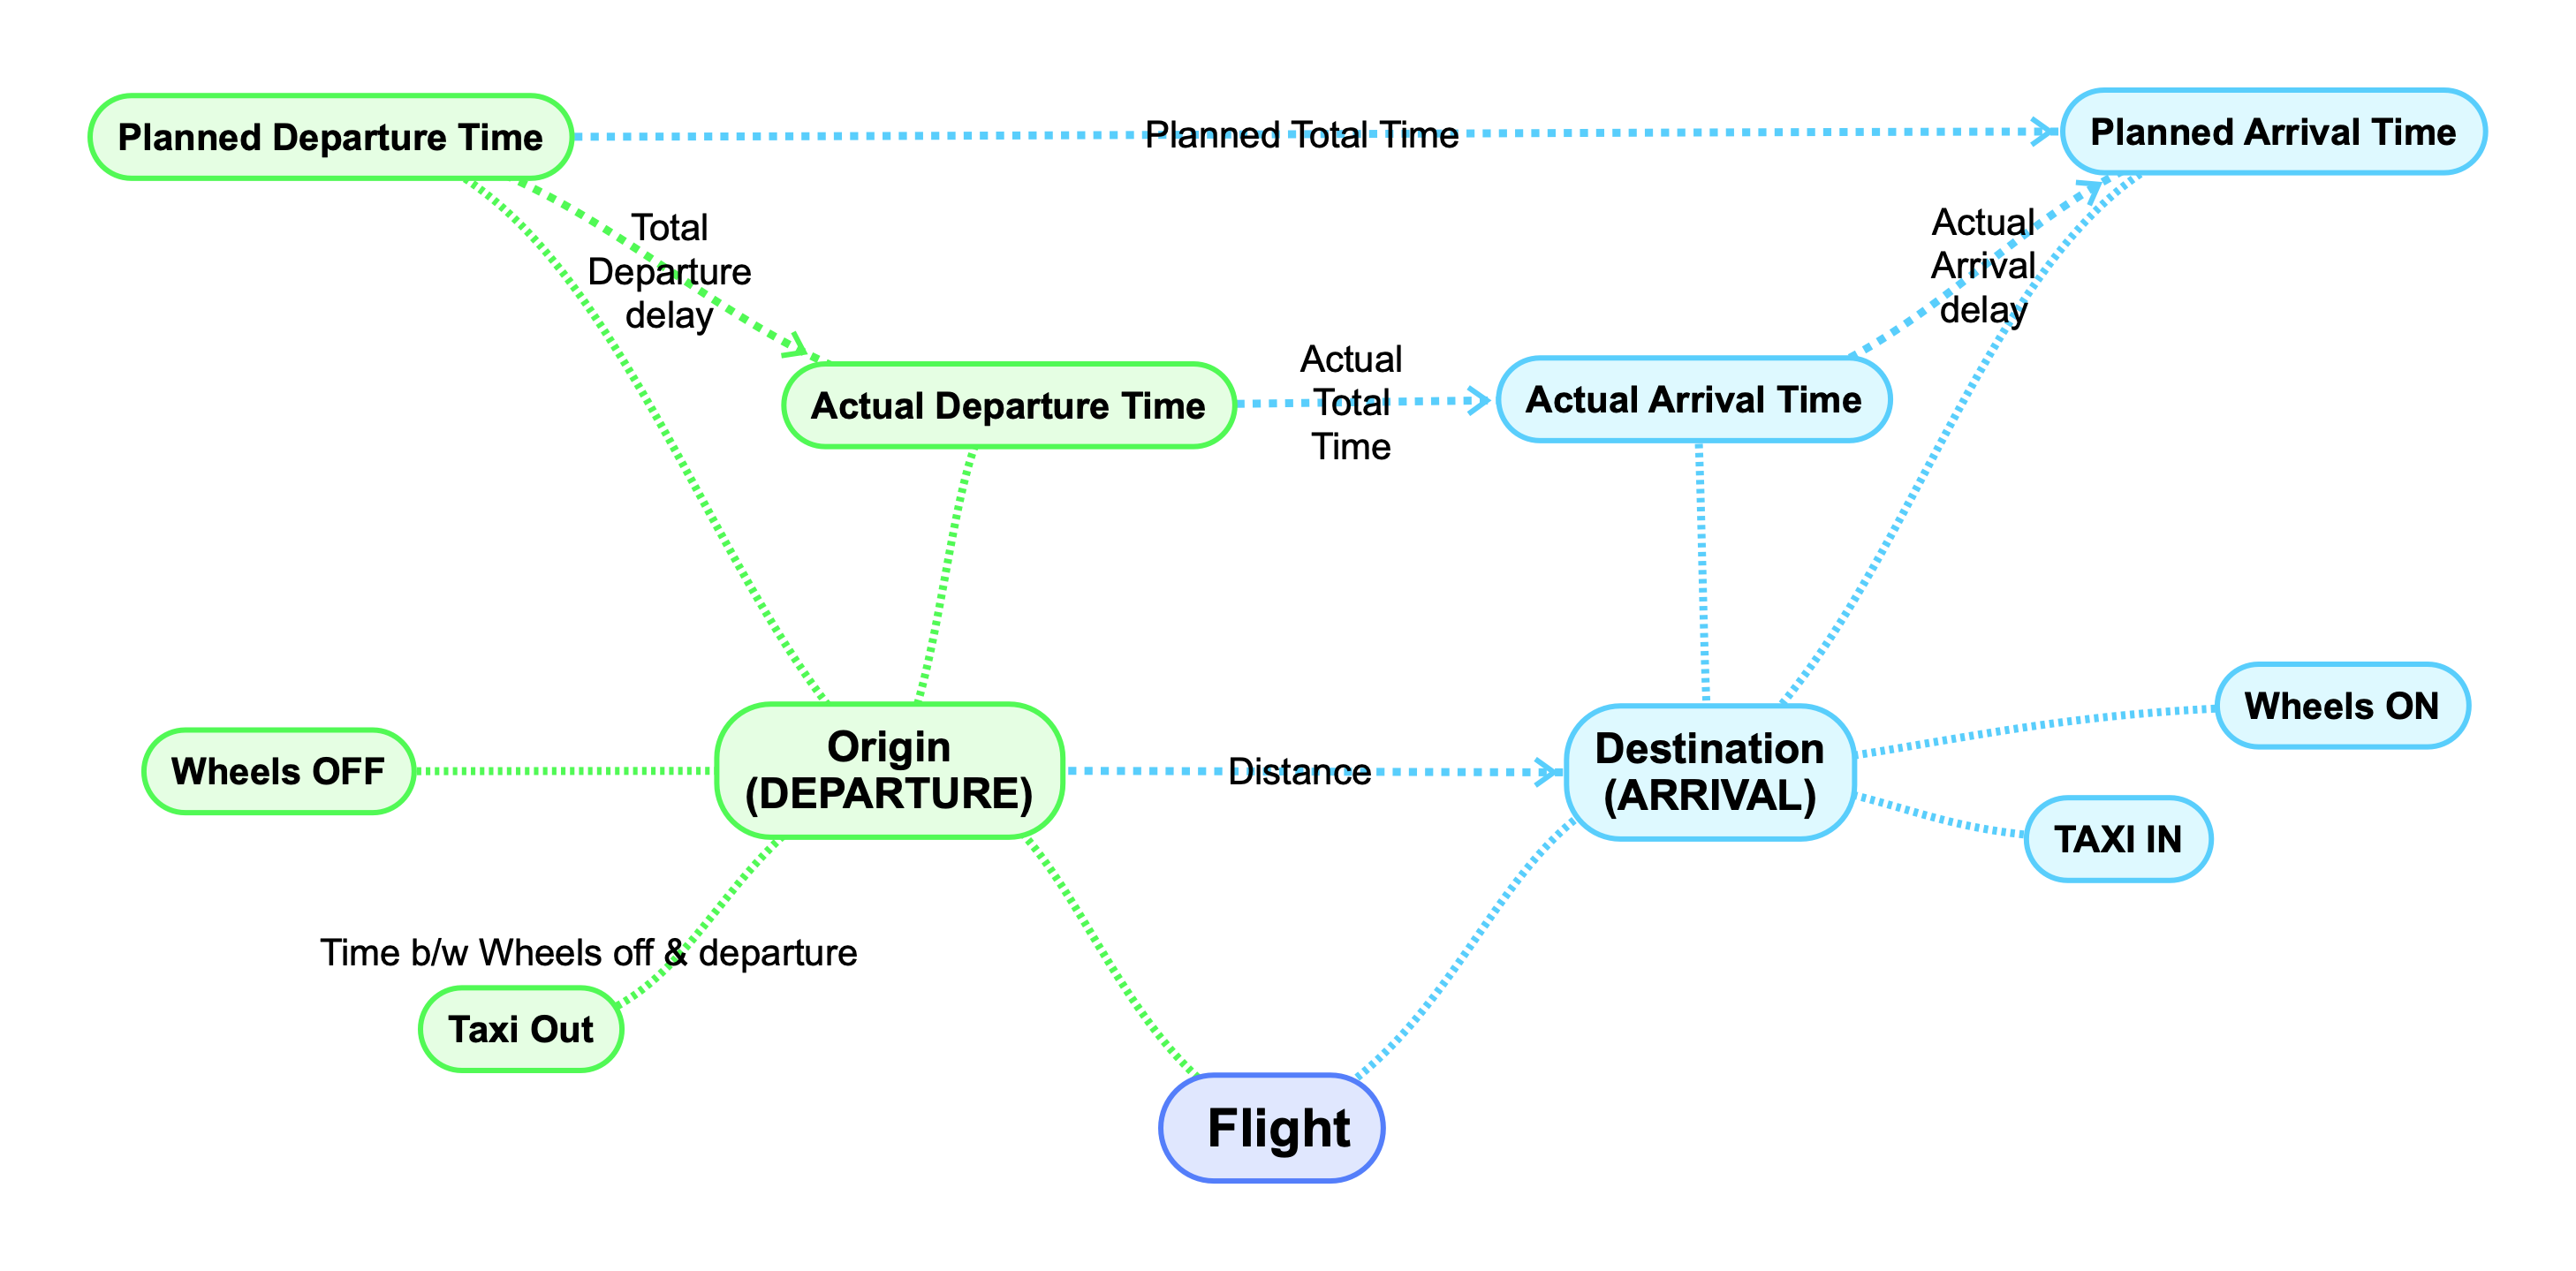 Planned Departure Time
Planned Total Time
Planned Arrival Time
Total
Departure
delay
Actual
Arrival
delay
Actual Departure Time
Actual
Total
Time
Actual Arrival Time
Wheels OFF
Origin
(DEPARTURE)
Distance
Destination
(ARRIVAL)
Wheels ON
TAXI IN
Time b/w Wheels off & departure
Taxi Out
Flight